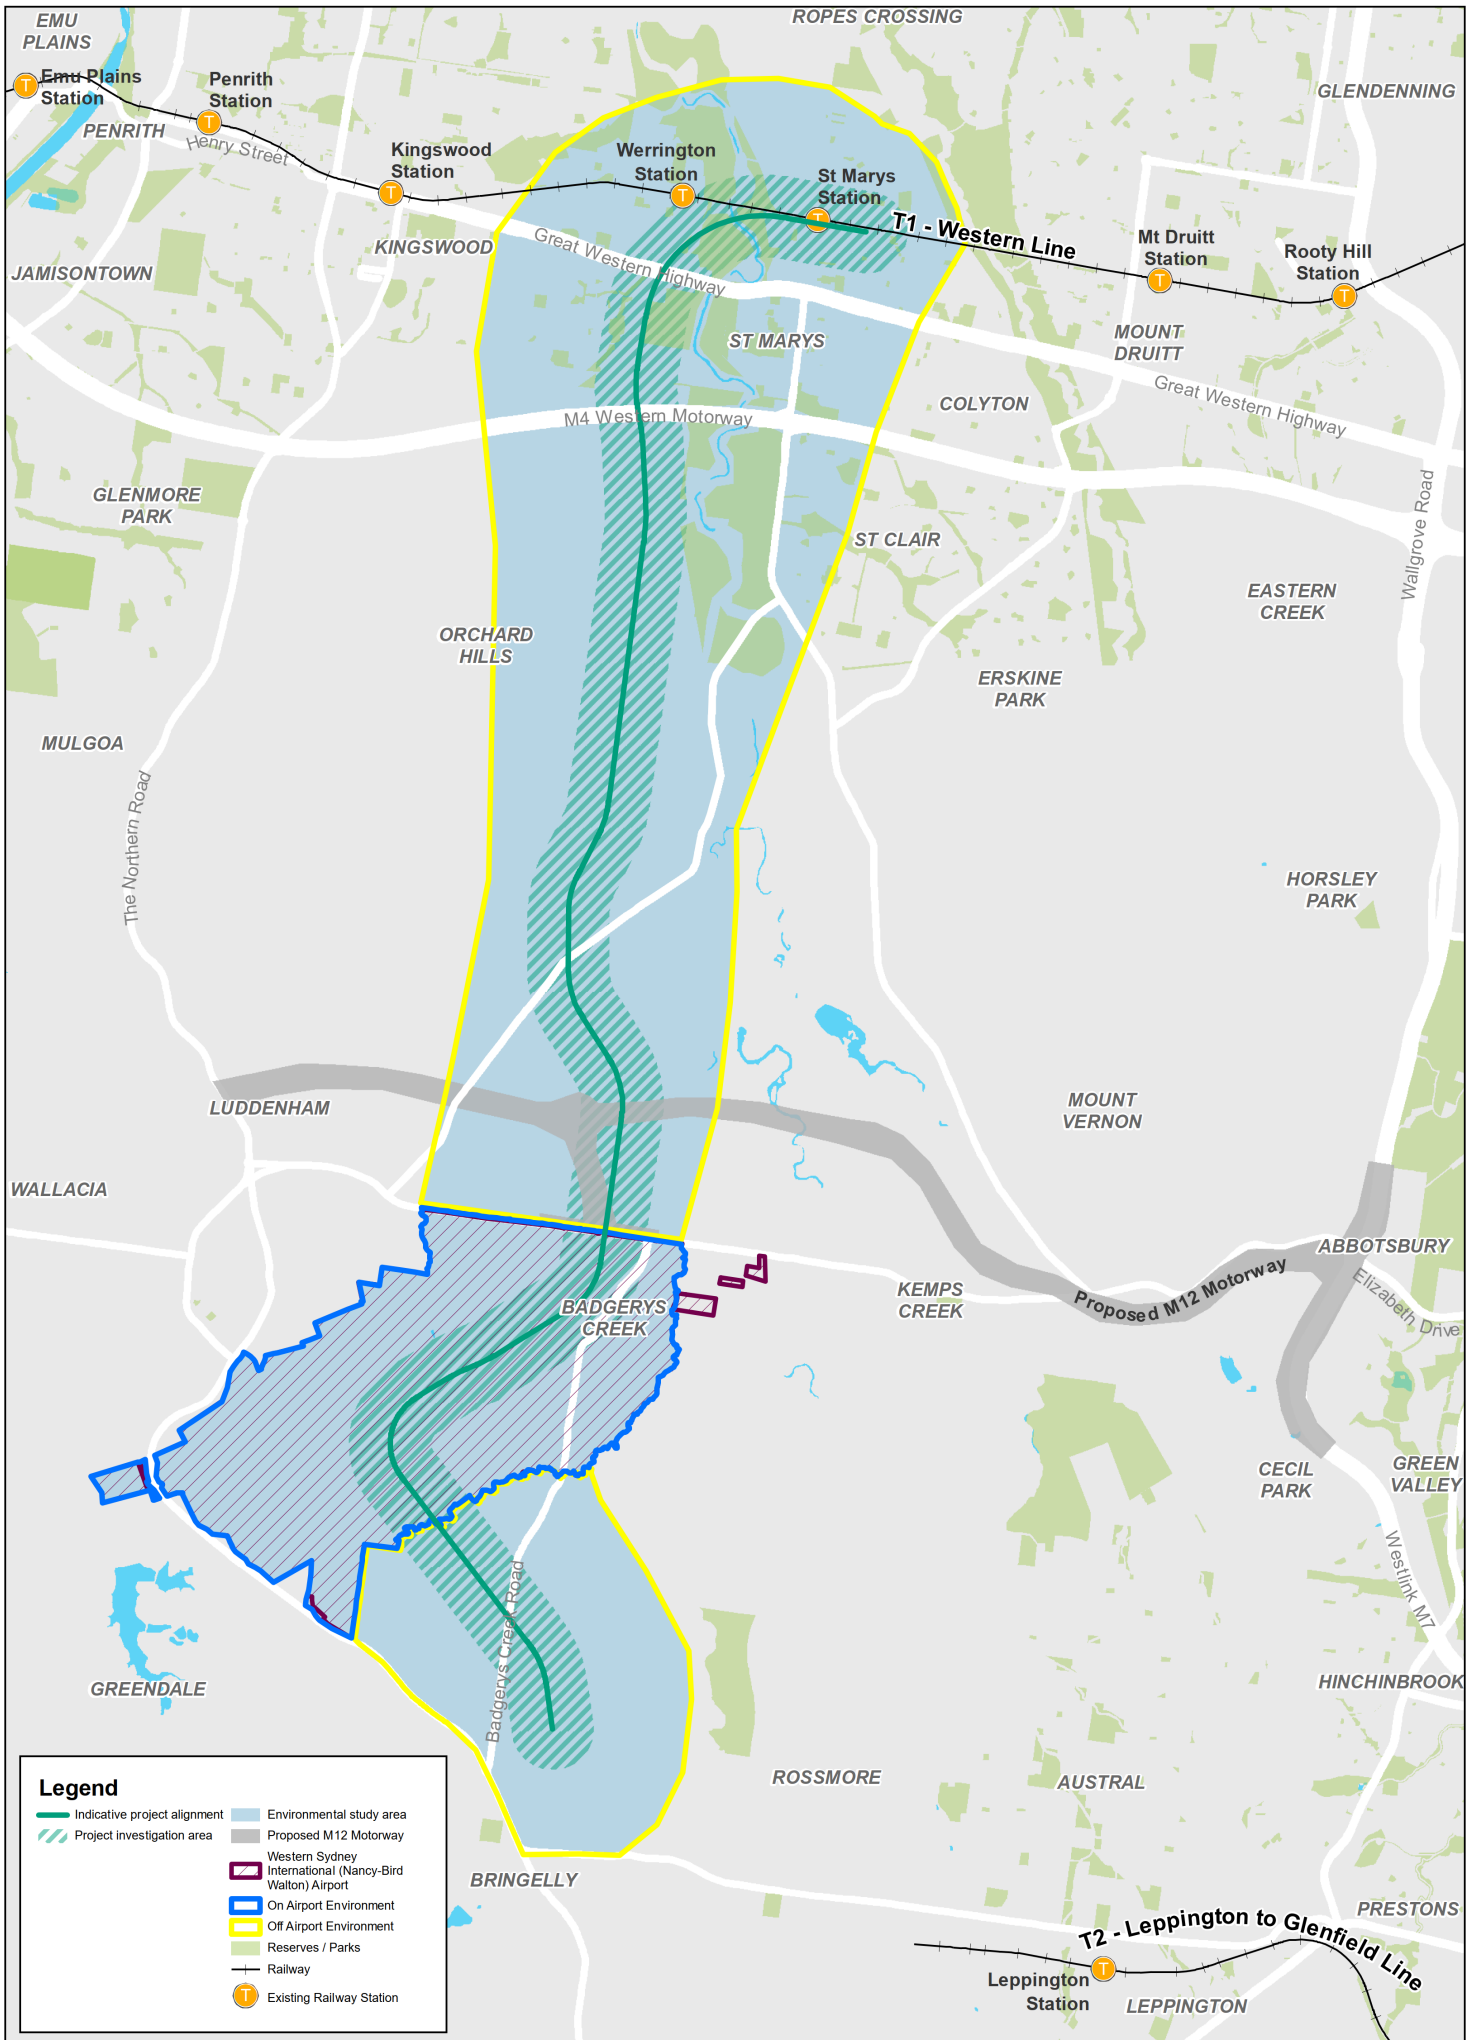 EMU
PLAINS
ROPES CROSSING
Emu Plains
Station
Penrith
Station
GLENDENNING
PENRITH
Henry Street
Kingswood
Station
Werrington
Station
St Marys
Station
T1 - Western Line
Mt Druitt
Station
Rooty Hill
Station
KINGSWOOD
Great Western Highway
JAMISONTOWN
ST MARYS
MOUNT
DRUITT
COLYTON
Great Western Highway
M4 Western Motorway
GLENMORE
PARK
Wallgrove Road
ST CLAIR
EASTERN
CREEK
ORCHARD
HILLS
ERSKINE
PARK
MULGOA
The Northern Road
HORSLEY
PARK
LUDDENHAM
MOUNT
VERNON
WALLACIA
ABBOTSBURY
KEMPS
CREEK
Proposed M12 Motorway
Elizabeth Drive
BADGERYS
CREEK
CECIL
PARK
GREEN
VALLEY
Westlink M7
Badgerys Creek Road
GREENDALE
HINCHINBROOK
ROSSMORE
AUSTRAL
BRINGELLY
PRESTONS
T2 - Leppington to Glenfield Line
Leppington
Station
LEPPINGTON
Legend
Indicative project alignment
Project investigation area
Environmental study area
Proposed M12 Motorway
Western Sydney
International (Nancy-Bird
Walton) Airport
On Airport Environment
Off Airport Environment
Reserves / Parks
Railway
T
Existing Railway Station